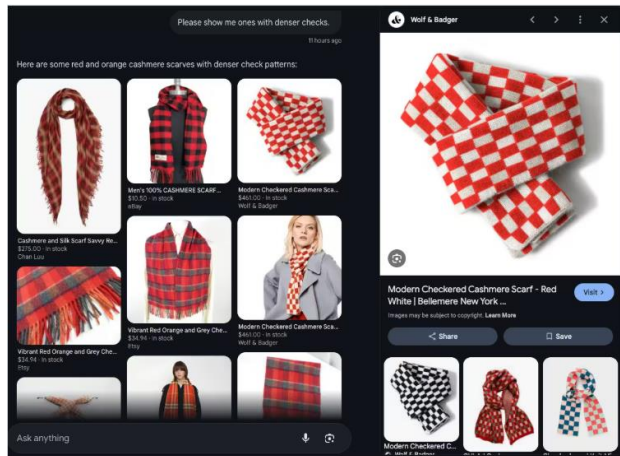 Please show me ones with denser checks.
11 hours ago
Here are some red and orange cashmere scarves with denser check patterns:
Cashmere and Silk Scarf Savvy Re...
$275.00 · In stock
Chan Luu
Vibrant Red Orange and Grey Che...
$34.94 · In stock
Etsy
Men's 100% CASHMERE SCARF...
$10.50 · In stock
eBay
Vibrant Red Orange and Grey Che...
$34.94 · In stock
Etsy
Modern Checkered Cashmere Sca...
$461.00 · In stock
Wolf & Badger
Modern Checkered Cashmere Sca...
$461.00 · In stock
Wolf & Badger
Ask anything
Wolf & Badger
Modern Checkered Cashmere Scarf - Red
White | Bellemere New York ...
Visit >
Images may be subject to copyright. Learn More
Share
Save
Modern Checkered C...
Wolf & Badger